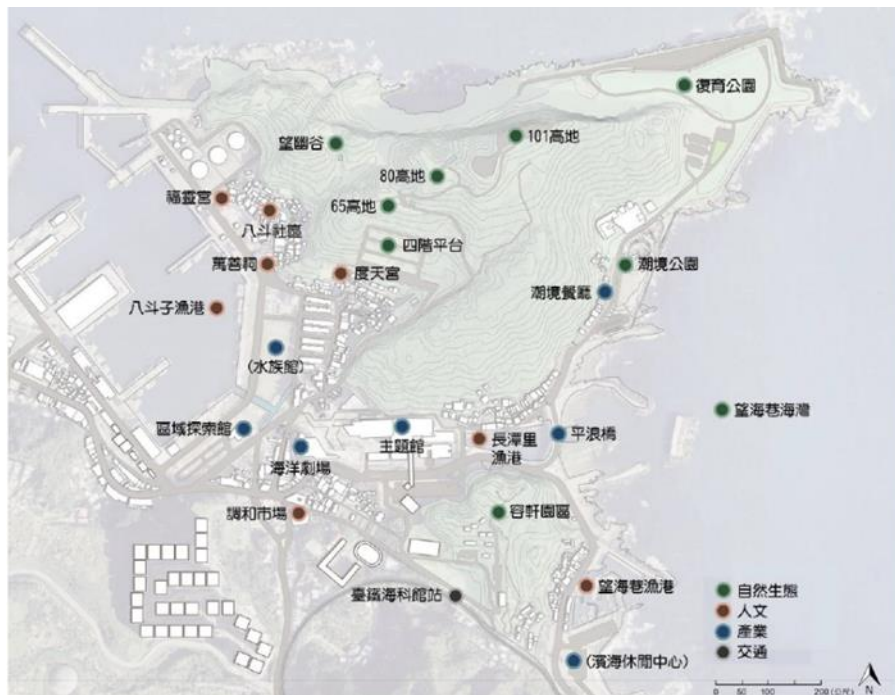 復育公園
望幽谷
101高地
80高地
65高地
福靈宮
八斗社區
四階平台
萬善祠
度天宮
潮境公園
潮境餐廳
八斗子漁港
(水族館)
望海巷海灣
區域探索館
主題館
長潭里
漁港
平浪橋
海洋劇場
調和市場
容軒園區
望海巷漁港
臺鐵海科館站
(濱海休閒中心)
自然生態
人文
產業
交通
0 50 100 200 (公尺)
N